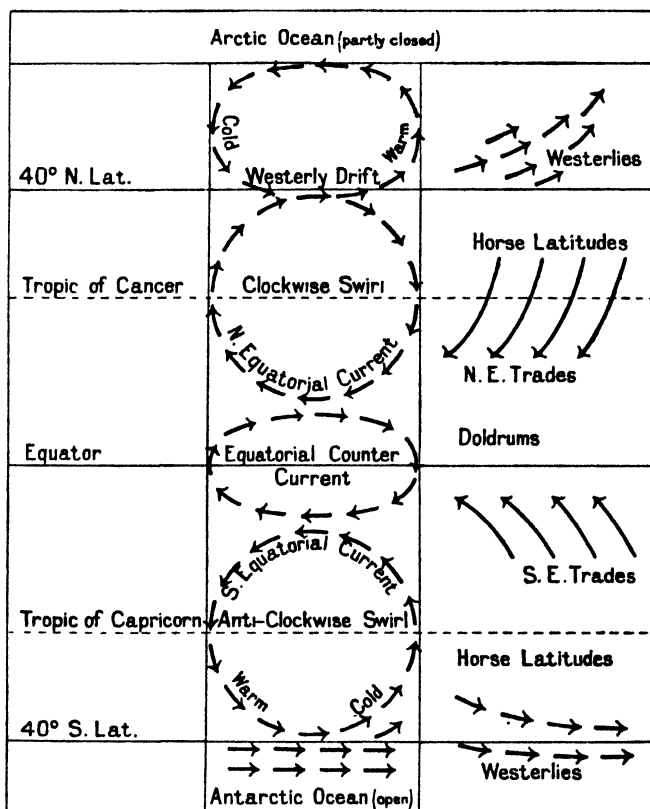 Arctic Ocean (partly closed)
Cold
Warm
Westerlies
40° N. Lat.
Westerly Drift
Horse Latitudes
Tropic of Cancer
Clockwise Swirl
N. Equatorial Current
N.E. Trades
Doldrums
Equator
Equatorial Counter
Current
S. Equatorial Current
S.E. Trades
Tropic of Capricorn
Anti-Clockwise Swirl
Horse Latitudes
Warm
Cold
40° S. Lat.
Westerlies
Antarctic Ocean (open)